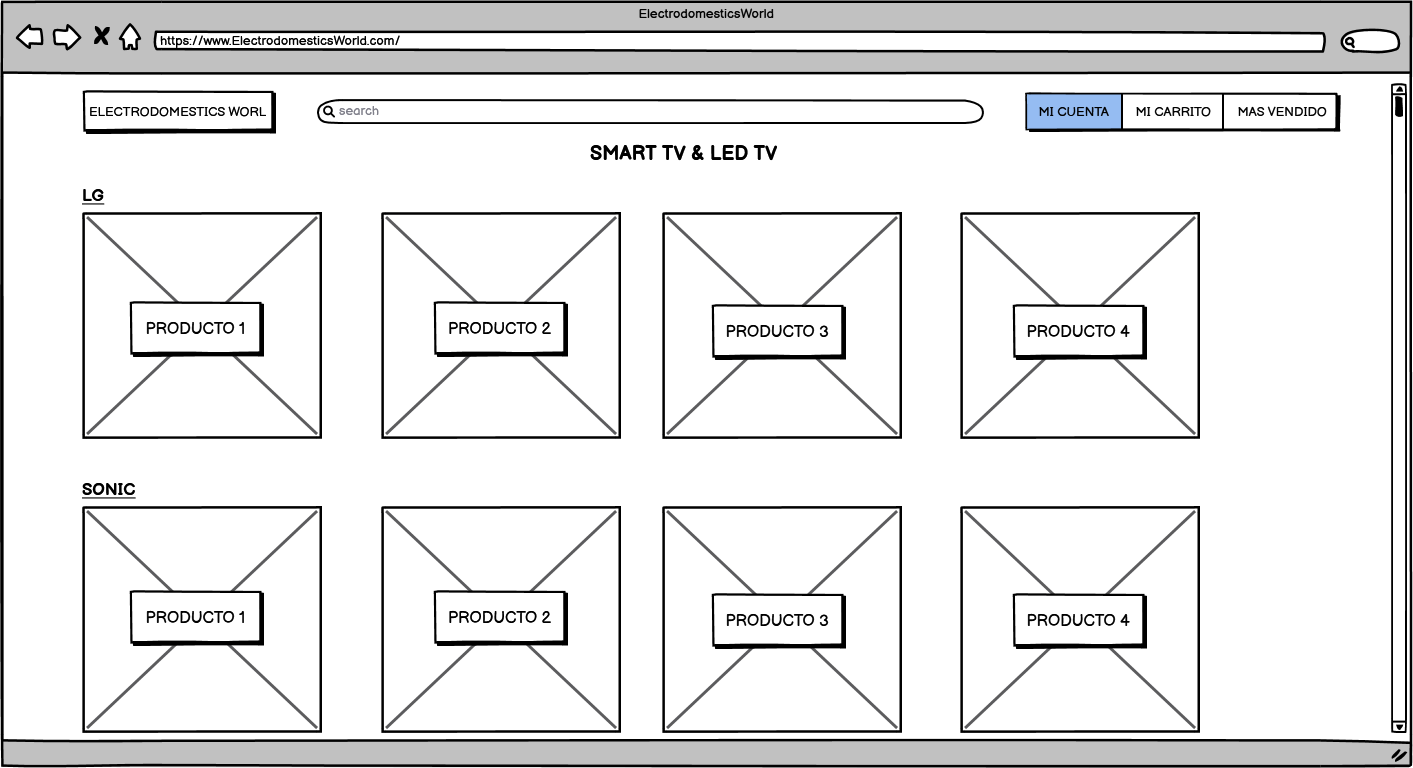 ElectrodomesticsWorld
https://www.ElectrodomesticsWorld.com/
ELECTRODOMESTICS WORL
search
MI CUENTA
MI CARRITO
MAS VENDIDO
SMART TV & LED TV
LG
PRODUCTO 1
PRODUCTO 2
PRODUCTO 3
PRODUCTO 4
SONIC
PRODUCTO 1
PRODUCTO 2
PRODUCTO 3
PRODUCTO 4